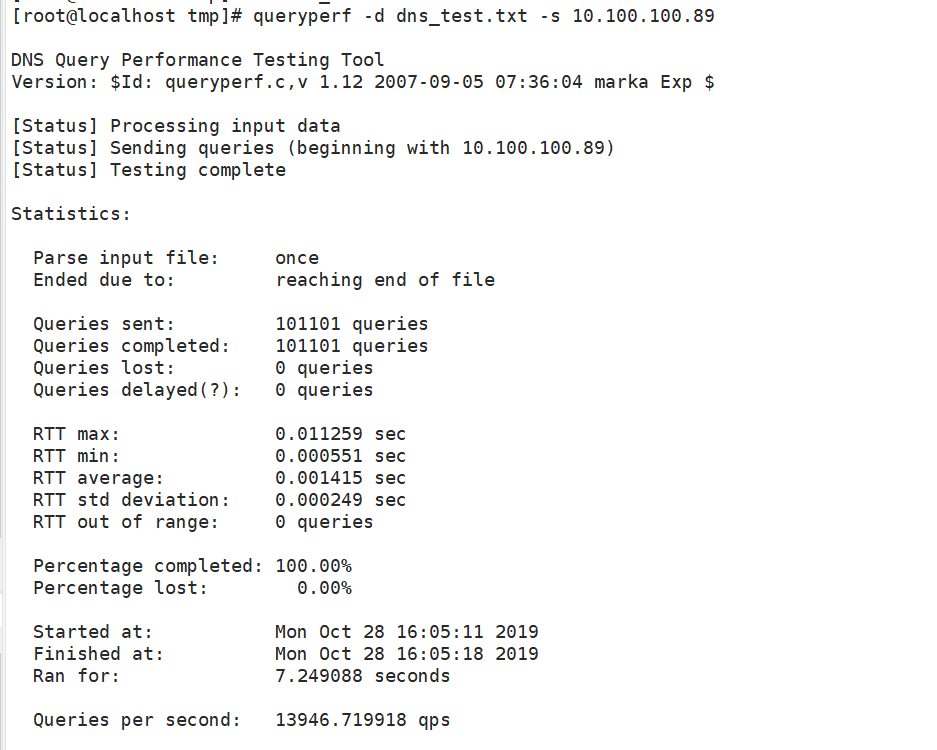 [root@localhost tmp]# queryperf -d dns_test.txt -s 10.100.100.89
DNS Query Performance Testing Tool
Version: $Id: queryperf.c,v 1.12 2007-09-05 07:36:04 marka Exp $
[Status] Processing input data
[Status] Sending queries (beginning with 10.100.100.89)
[Status] Testing complete
Statistics:
Parse input file: once
Ended due to: reaching end of file
Queries sent: 101101 queries
Queries completed: 101101 queries
Queries lost: 0 queries
Queries delayed(?): 0 queries
RTT max: 0.011259 sec
RTT min: 0.000551 sec
RTT average: 0.001415 sec
RTT std deviation: 0.000249 sec
RTT out of range: 0 queries
Percentage completed: 100.00%
Percentage lost: 0.00%
Started at: Mon Oct 28 16:05:11 2019
Finished at: Mon Oct 28 16:05:18 2019
Ran for: 7.249088 seconds
Queries per second: 13946.719918 qps